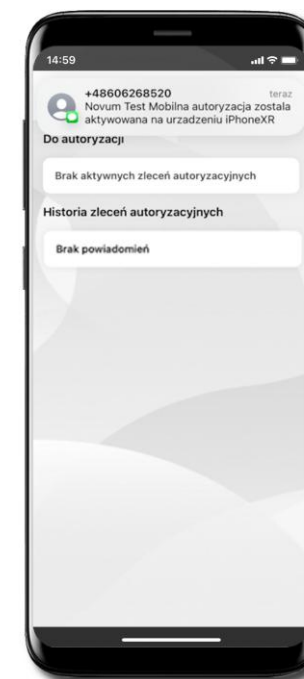 14:59
+48606268520 teraz
Novum Test Mobilna autoryzacja zostala
aktywowana na urzadzeniu iPhoneXR
Do autoryzacji
Brak aktywnych zleceń autoryzacyjnych
Historia zleceń autoryzacyjnych
Brak powiadomień